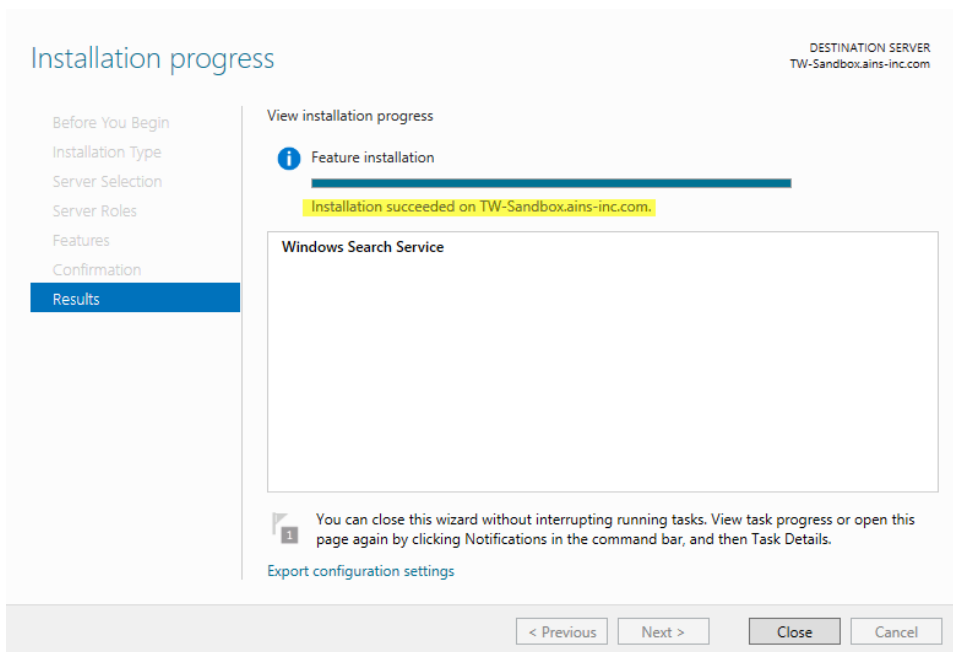 Installation progress
DESTINATION SERVER
TW-Sandbox.ains-inc.com
Before You Begin
Installation Type
Server Selection
Server Roles
Features
Confirmation
Results
View installation progress
Feature installation
Installation succeeded on TW-Sandbox.ains-inc.com.
Windows Search Service
1
You can close this wizard without interrupting running tasks. View task progress or open this
page again by clicking Notifications in the command bar, and then Task Details.
Export configuration settings
< Previous
Next >
Close
Cancel